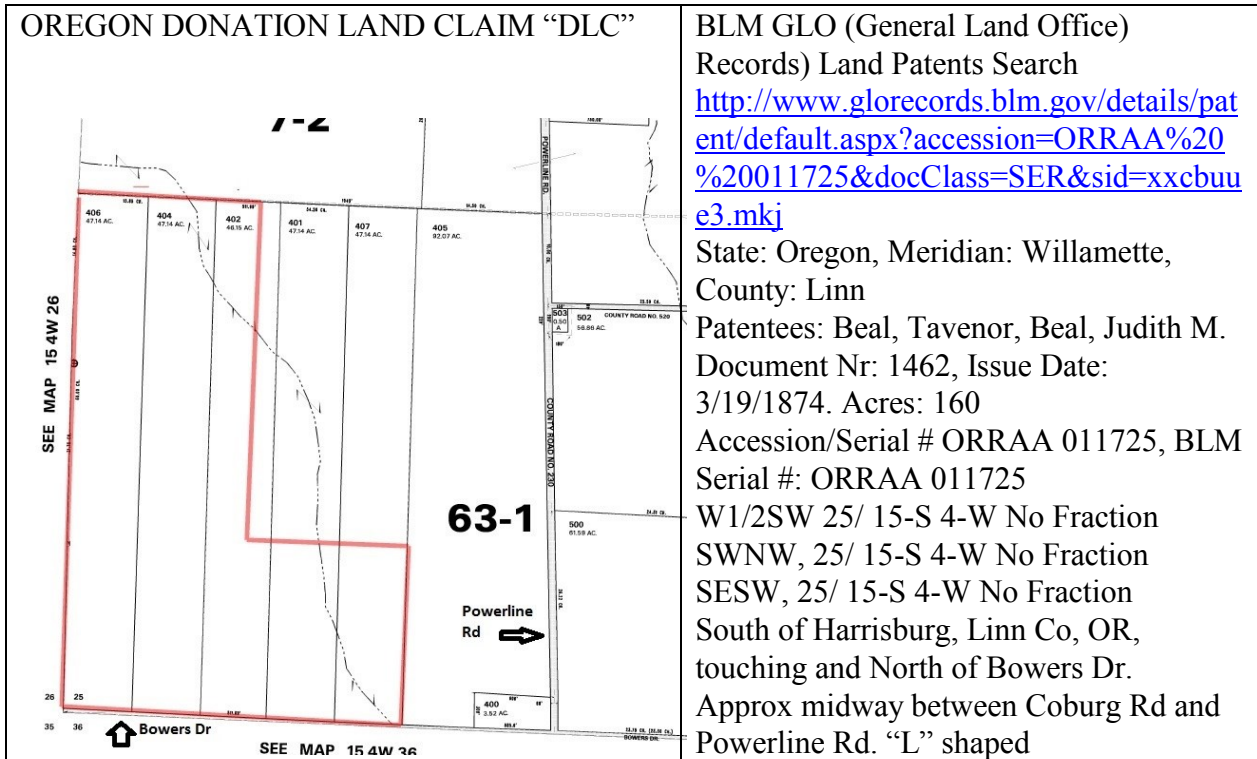 OREGON DONATION LAND CLAIM “DLC”
7-2
POWERLINE RD.
406
47.14 AC.
404
47.14 AC.
402
46.15 AC.
401
47.14 AC.
407
47.14 AC.
405
92.07 AC.
SEE MAP 15 4W 26
503
0.50
A
502
56.86 AC.
COUNTY ROAD NO. 520
COUNTY ROAD NO. 230
63-1
500
61.59 AC.
Powerline
Rd
400
3.52 AC.
26 25
35 36
Bowers Dr
SEE MAP 15 4W 36
BOWERS DR.
BLM GLO (General Land Office)
Records) Land Patents Search
http://www.glorecords.blm.gov/details/pat
ent/default.aspx?accession=ORRAA%20
%20011725&docClass=SER&sid=xxcbuu
e3.mkj
State: Oregon, Meridian: Willamette,
County: Linn
Patentees: Beal, Tavenor, Beal, Judith M.
Document Nr: 1462, Issue Date:
3/19/1874. Acres: 160
Accession/Serial # ORRAA 011725, BLM
Serial #: ORRAA 011725
W1/2SW 25/ 15-S 4-W No Fraction
SWNW, 25/ 15-S 4-W No Fraction
SESW, 25/ 15-S 4-W No Fraction
South of Harrisburg, Linn Co, OR,
touching and North of Bowers Dr.
Approx midway between Coburg Rd and
Powerline Rd. “L” shaped